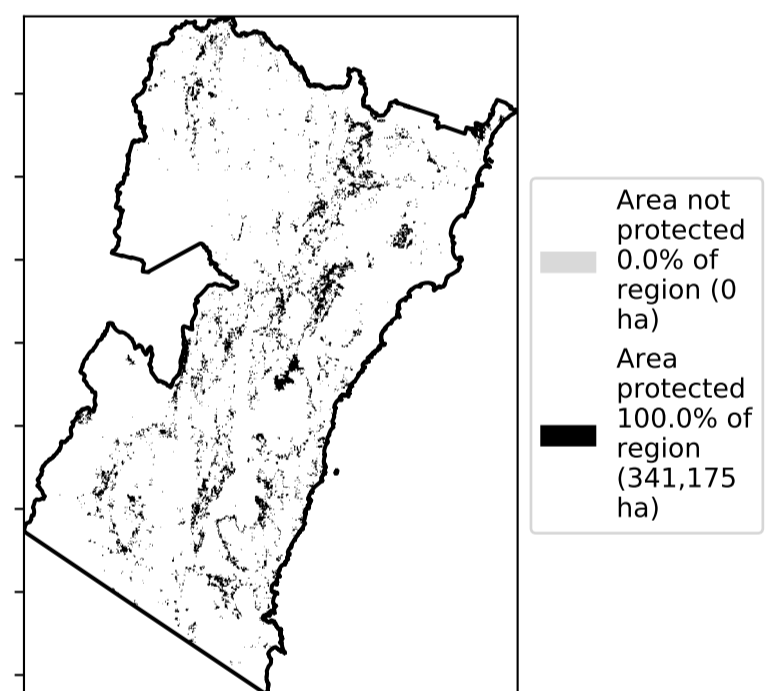 Area not
protected
0.0% of
region (0
ha)
Area
protected
100.0% of
region
(341,175
ha)